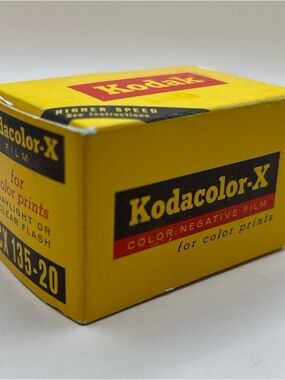 Kodak
HIGHER SPEED
See Instructions
dacolor-X
FILM
for
color prints
DAYLIGHT OR
CLEAR FLASH
CX 135-20
Kodacolor-X
COLOR NEGATIVE FILM
for color prints